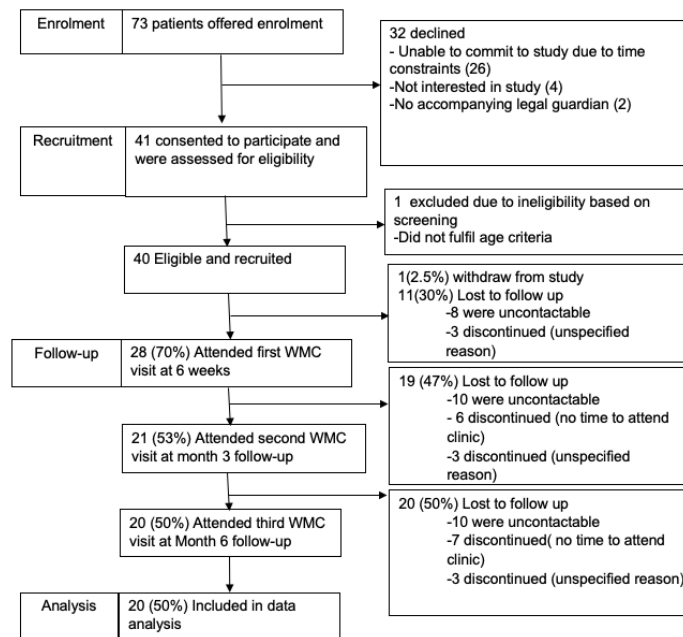 Enrolment
73 patients offered enrolment
32 declined
- Unable to commit to study due to time
constraints (26)
-Not interested in study (4)
-No accompanying legal guardian (2)
Recruitment
41 consented to participate and
were assessed for eligibility
1 excluded due to ineligibility based on
screening
-Did not fulfil age criteria
40 Eligible and recruited
1(2.5%) withdraw from study
11(30%) Lost to follow up
-8 were uncontactable
-3 discontinued (unspecified
reason)
Follow-up
28 (70%) Attended first WMC
visit at 6 weeks
19 (47%) Lost to follow up
-10 were uncontactable
- 6 discontinued (no time to attend
clinic)
-3 discontinued (unspecified
reason)
21 (53%) Attended second WMC
visit at month 3 follow-up
20 (50%) Lost to follow up
-10 were uncontactable
-7 discontinued( no time to attend
clinic)
-3 discontinued (unspecified reason)
20 (50%) Attended third WMC
visit at Month 6 follow-up
Analysis
20 (50%) Included in data
analysis